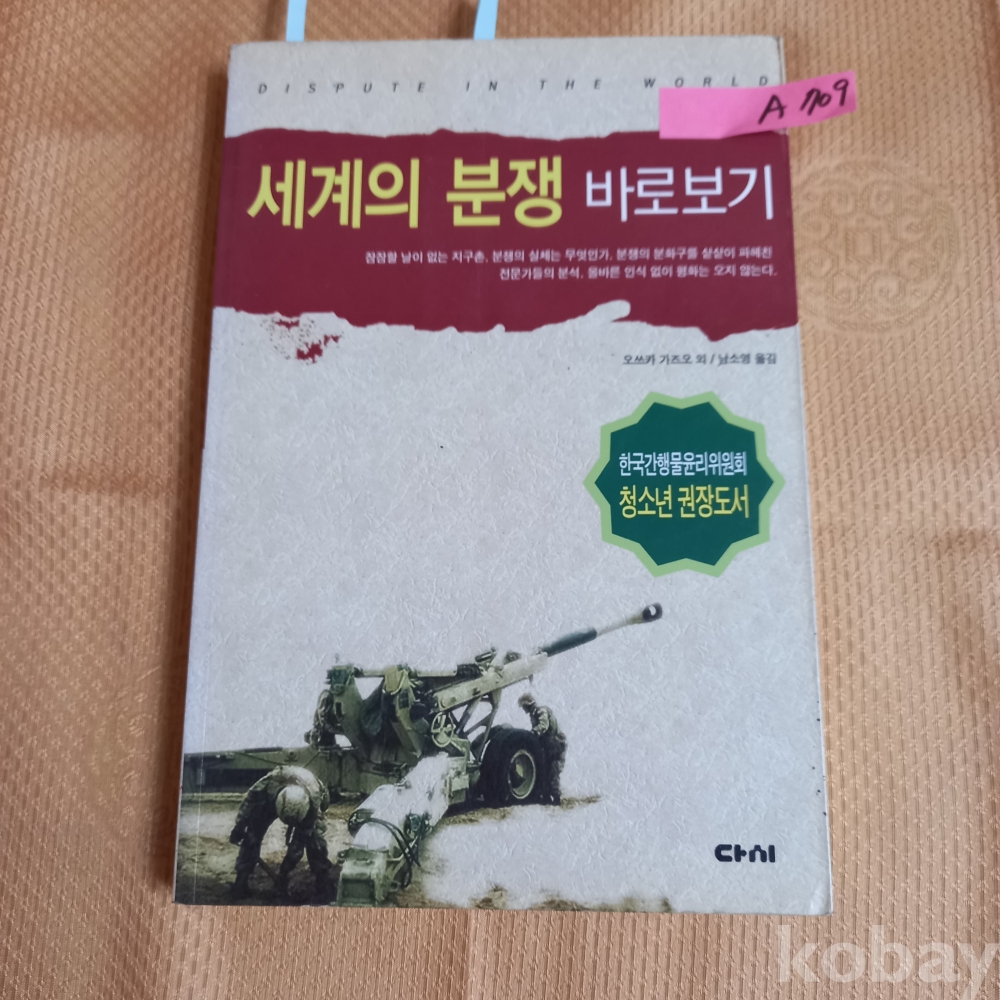 DISPUTE IN THE WORLD
A 709
세계의 분쟁 바로보기
잠잠할 날이 없는 지구촌, 분쟁의 실체는 무엇인가, 분쟁의 분화구를 샅샅이 파헤친
전문가들의 분석, 올바른 인식 없이 평화는 오지 않는다.
오쓰카 가즈오 외 / 남소영 옮김
한국간행물윤리위원회
청소년 권장도서
다시
kobay